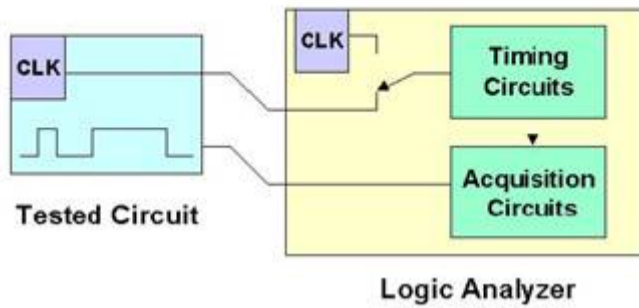 CLK
CLK
Timing
Circuits
Acquisition
Circuits
Tested Circuit
Logic Analyzer